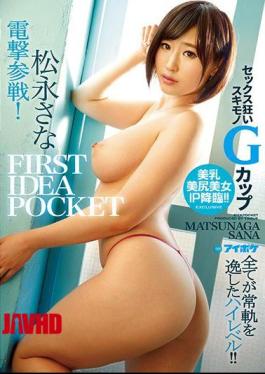 電撃参戦!
松永さな
FIRST
IDEA
POCKET
セックス狂い
スキモノ
Gカップ
美乳
美尻美女
IP降臨!!
EXCLUSIVE
MATSUNAGA
SANA
アイポケ
全てが常軌を
逸した
ハイレベル!!
JAVHD